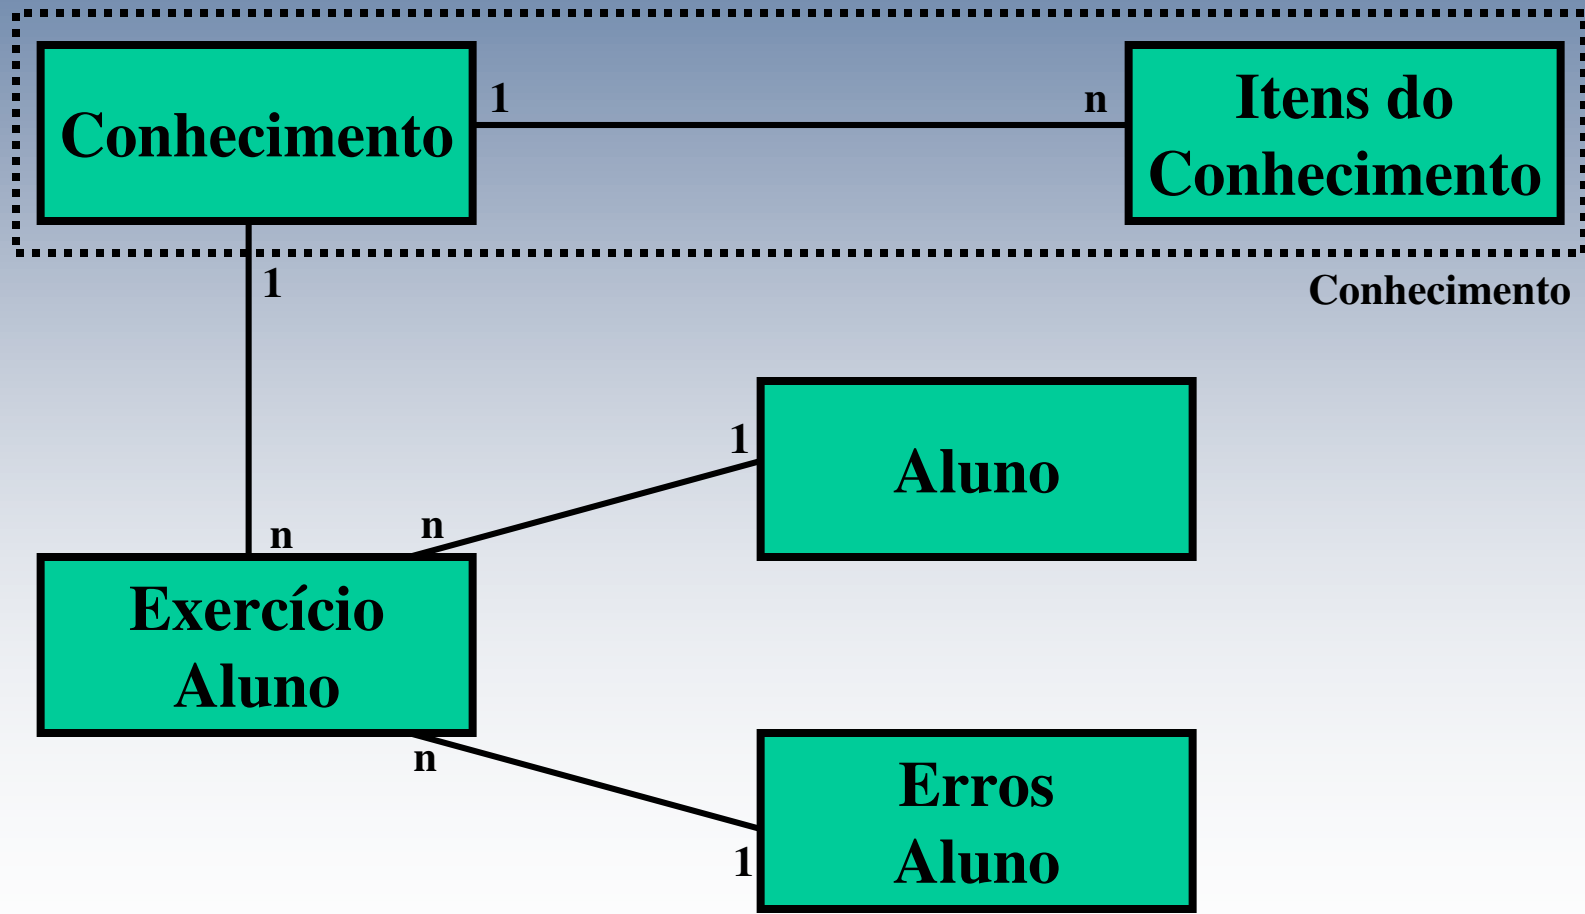 Conhecimento
1
n
Itens do
Conhecimento
1
Conhecimento
n
n
1
Aluno
Exercício
Aluno
n
1
Erros
Aluno